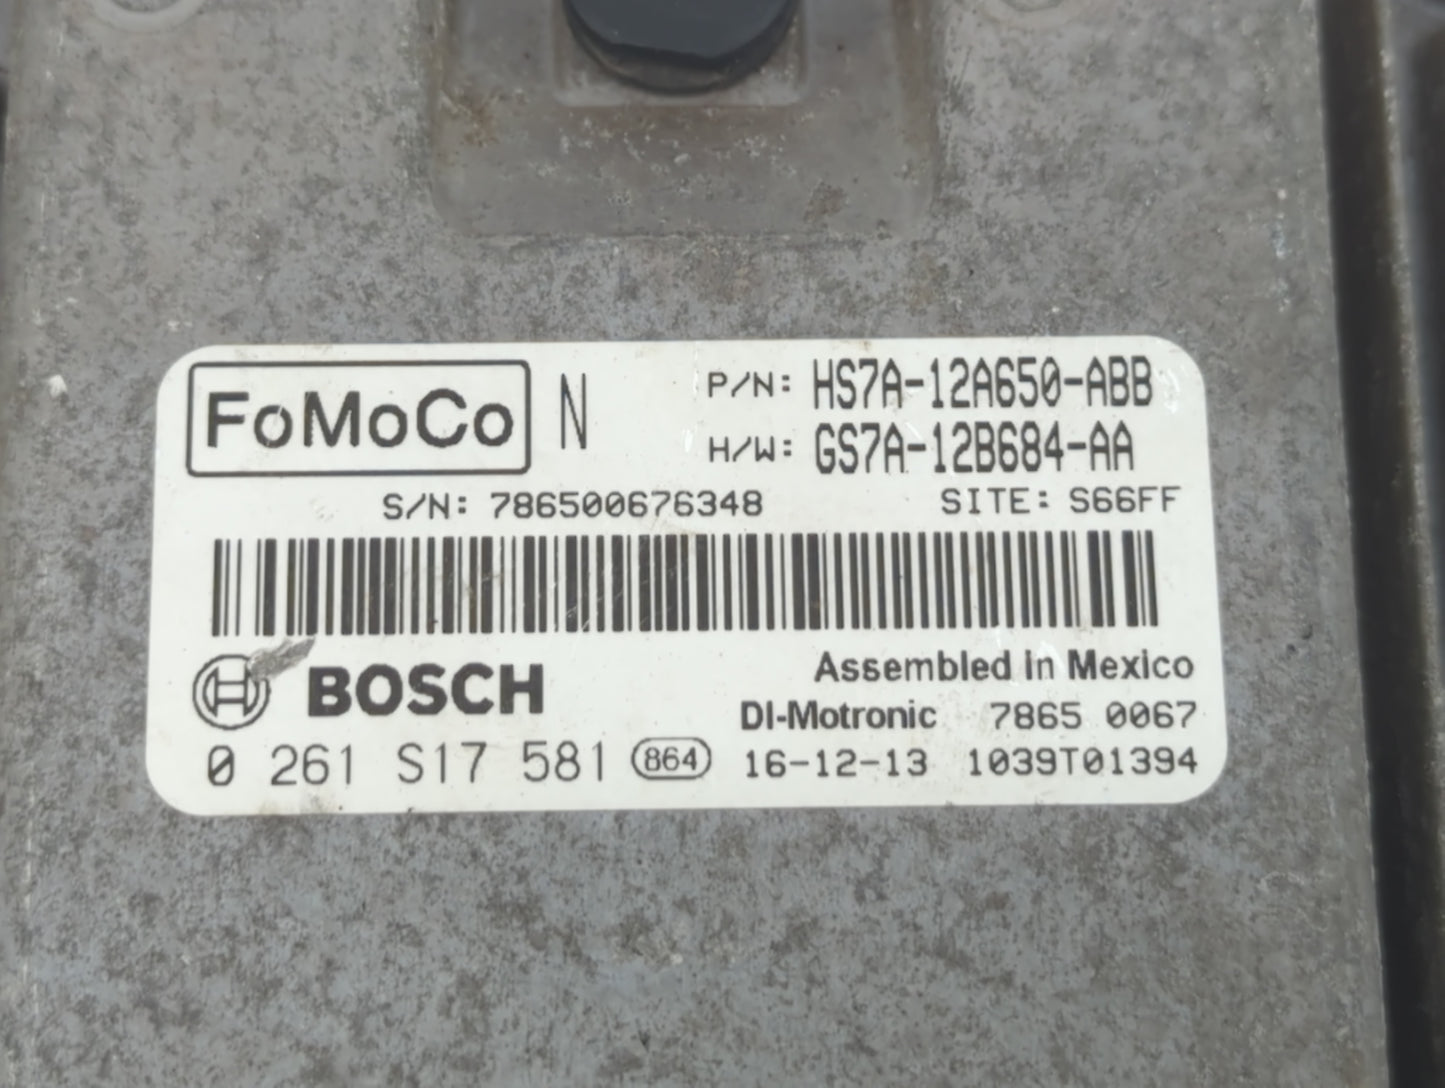 FoMoCo N P/N: HS7A-12A650-ABB
H/W: GS7A-12B684-AA
S/N: 786500676348 SITE: S66FF
BOSCH Assembled in Mexico
DI-Motronic 7865 0067
0 261 S17 581 864 16-12-13 1039T01394